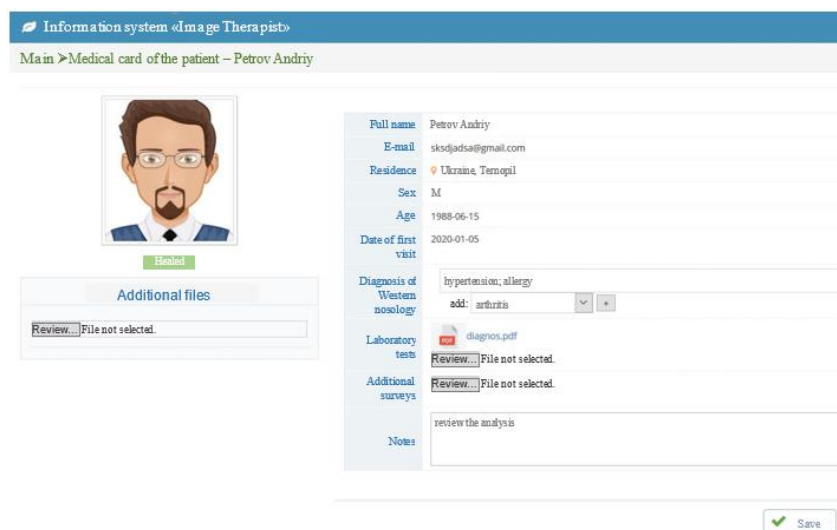 Information system «Image Therapist»
Main ➢Medical card of the patient – Petrov Andriy
Healed
Additional files
Review... File not selected.
Full name Petrov Andriy
E-mail sksdjadsa@gmail.com
Residence Ukraine, Ternopil
Sex M
Age 1988-06-15
Date of first visit 2020-01-05
Diagnosis of
Western
nosology
hypertension; allergy
add: arthritis +
Laboratory
tests
PDF diagnos.pdf
Review... File not selected.
Additional
surveys
Review... File not selected.
Notes
review the analysis
Save